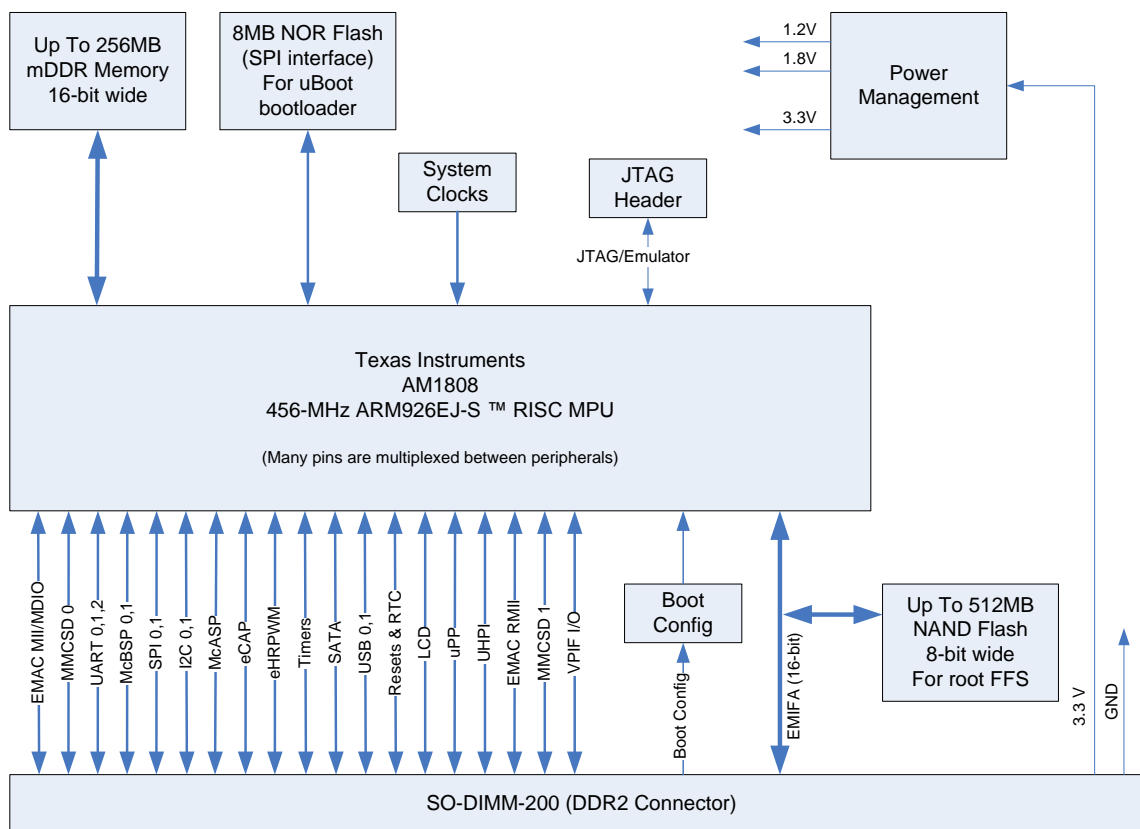 Up To 256MB
mDDR Memory
16-bit wide
8MB NOR Flash
(SPI interface)
For uBoot
bootloader
1.2V
1.8V
3.3V
Power
Management
System
Clocks
JTAG
Header
JTAG/Emulator
Texas Instruments
AM1808
456-MHz ARM926EJ-S ™ RISC MPU
(Many pins are multiplexed between peripherals)
EMAC MII/MDIO
MMCSD 0
UART 0,1,2
McBSP 0,1
SPI 0,1
I2C 0,1
McASP
eCAP
eHRPWM
Timers
SATA
USB 0,1
Resets & RTC
LCD
uPP
UHPI
EMAC RMII
MMCSD 1
VPIF I/O
Boot
Config
Boot Config
EMIFA (16-bit)
Up To 512MB
NAND Flash
8-bit wide
For root FFS
3.3 V
GND
SO-DIMM-200 (DDR2 Connector)